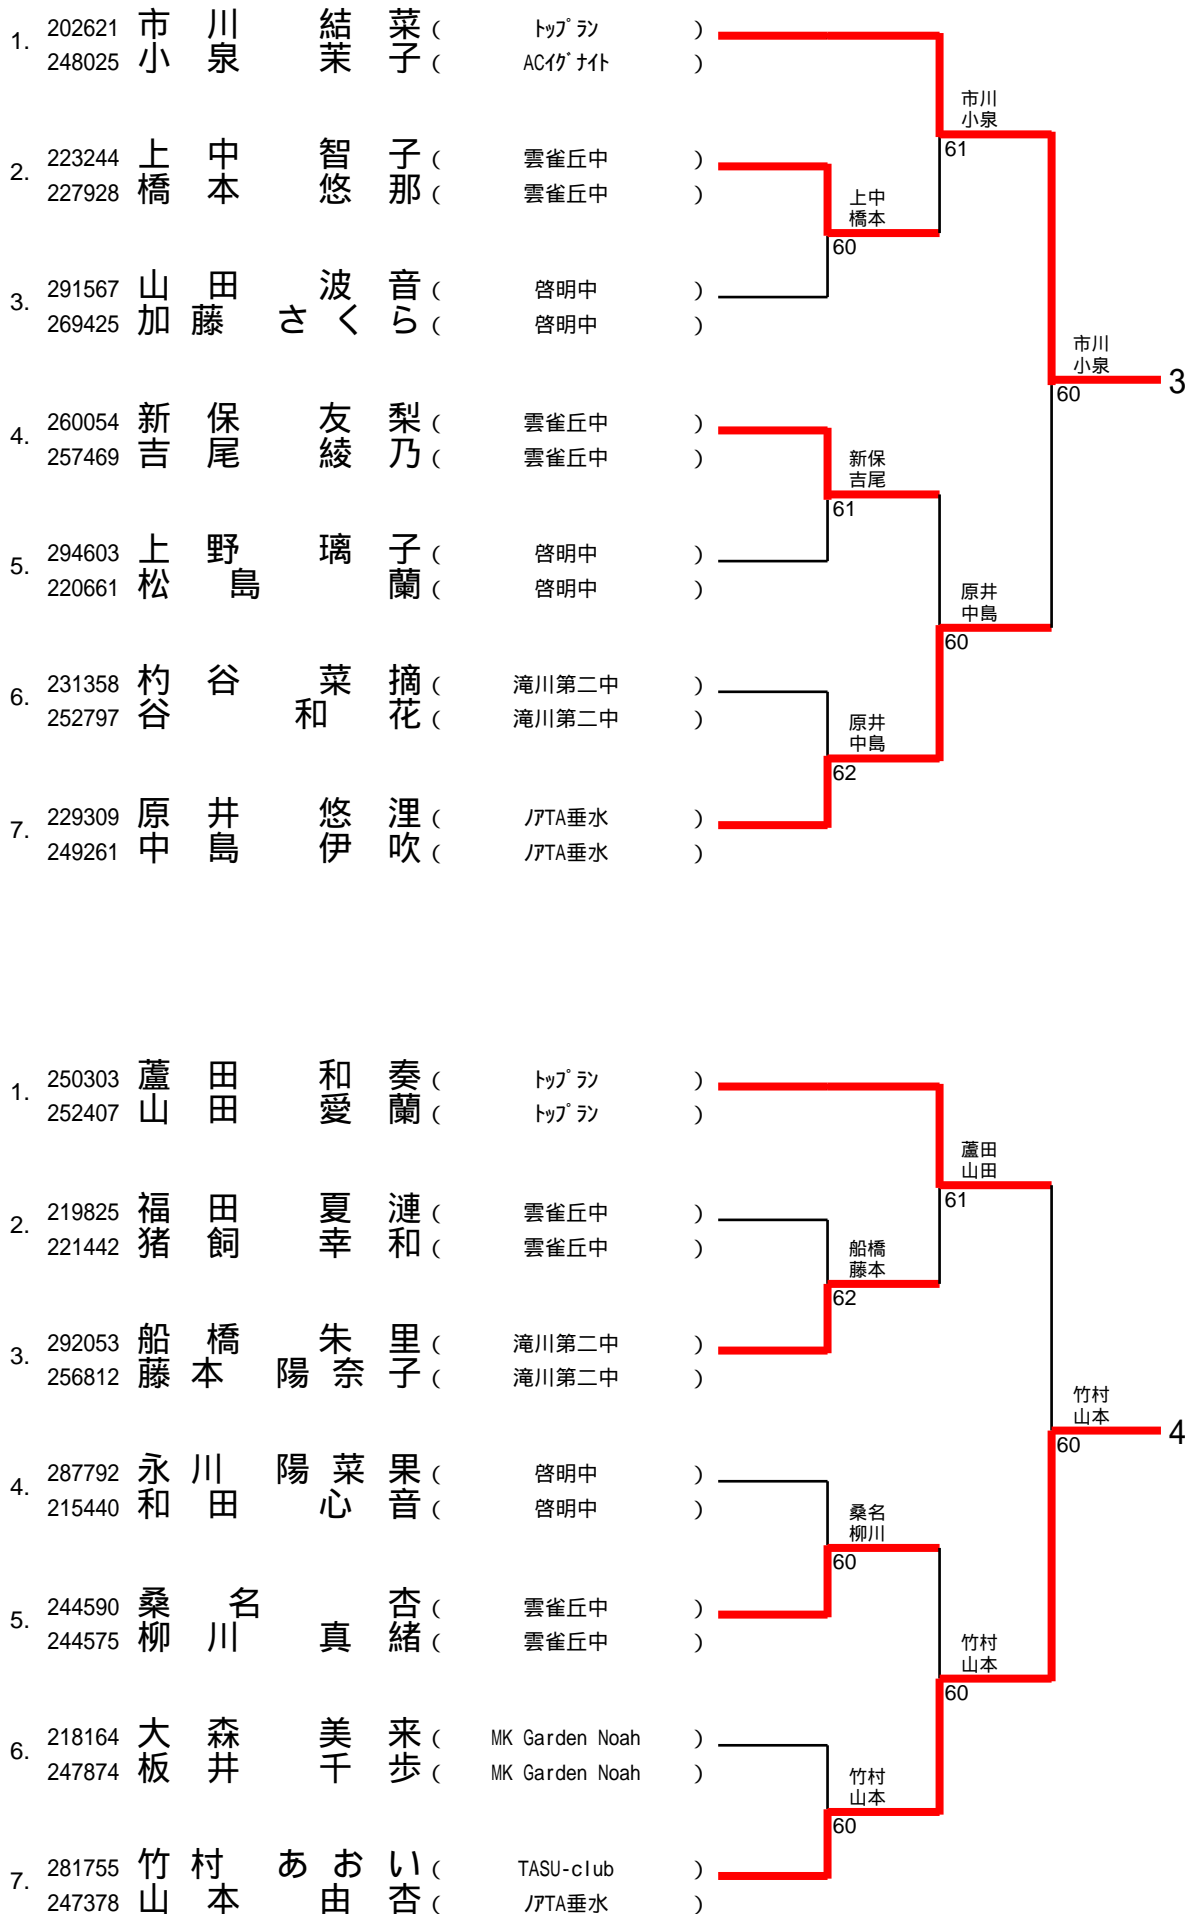 1. 202621 市川 結菜 ( トップラン )
248025 小泉 茉子 ( ACイグナイト )
市川
小泉
61
2. 223244 上中 智子 ( 雲雀丘中 )
227928 橋本 悠那 ( 雲雀丘中 )
上中
橋本
60
3. 291567 山田 波音 ( 啓明中 )
269425 加藤 さくら ( 啓明中 )
市川
小泉
60 3
4. 260054 新保 友梨 ( 雲雀丘中 )
257469 吉尾 綾乃 ( 雲雀丘中 )
新保
吉尾
61
5. 294603 上野 璃子 ( 啓明中 )
220661 松島 蘭 ( 啓明中 )
原井
中島
60
6. 231358 杓谷 菜摘 ( 滝川第二中 )
252797 谷 和花 ( 滝川第二中 )
原井
中島
62
7. 229309 原井 悠浬 ( ノアTA垂水 )
249261 中島 伊吹 ( ノアTA垂水 )
1. 250303 蘆田 和奏 ( トップラン )
252407 山田 愛蘭 ( トップラン )
蘆田
山田
61
2. 219825 福田 夏漣 ( 雲雀丘中 )
221442 猪飼 幸和 ( 雲雀丘中 )
船橋
藤本
62
3. 292053 船橋 朱里 ( 滝川第二中 )
256812 藤本 陽奈子 ( 滝川第二中 )
竹村
山本
60 4
4. 287792 永川 陽菜果 ( 啓明中 )
215440 和田 心音 ( 啓明中 )
桑名
柳川
60
5. 244590 桑名 杏 ( 雲雀丘中 )
244575 柳川 真緒 ( 雲雀丘中 )
竹村
山本
60
6. 218164 大森 美来 ( MK Garden Noah )
247874 板井 千歩 ( MK Garden Noah )
竹村
山本
60
7. 281755 竹村 あおい ( TASU-club )
247378 山本 由杏 ( ノアTA垂水 )